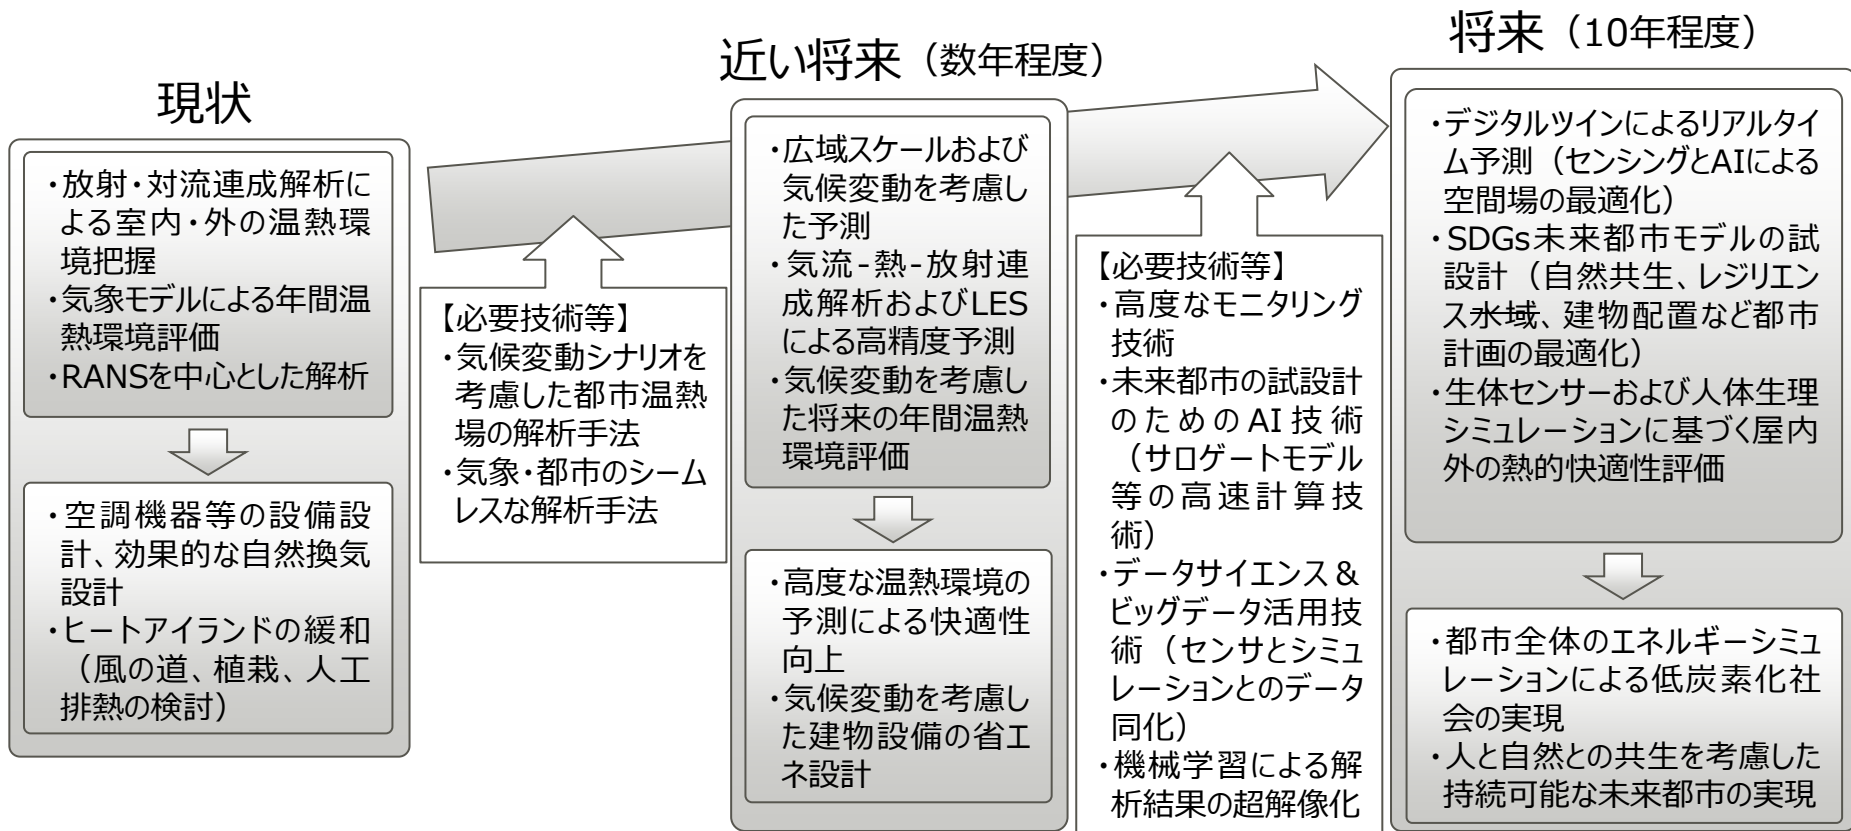 現状
・放射・対流連成解析に
よる室内・外の温熱環
境把握
・気象モデルによる年間温
熱環境評価
・RANSを中心とした解析
・空調機器等の設備設
計、効果的な自然換気
設計
・ヒートアイランドの緩和
（風の道、植栽、人工
排熱の検討）
【必要技術等】
・気候変動シナリオを
考慮した都市温熱
場の解析手法
・気象・都市のシーム
レスな解析手法
近い将来（数年程度）
・広域スケールおよび
気候変動を考慮し
た予測
・気流-熱-放射連
成解析およびLES
による高精度予測
・気候変動を考慮し
た将来の年間温熱
環境評価
・高度な温熱環境の
予測による快適性
向上
・気候変動を考慮し
た建物設備の省エ
ネ設計
【必要技術等】
・高度なモニタリング
技術
・未来都市の試設計
のためのAI技術
（サロゲートモデル
等の高速計算技
術）
・データサイエンス＆
ビッグデータ活用技
術（センサとシミュ
レーションとのデータ
同化）
・機械学習による解
析結果の超解像化
将来（10年程度）
・デジタルツインによるリアルタイ
ム予測（センシングとAIによる
空間場の最適化）
・SDGs未来都市モデルの試
設計（自然共生、レジリエン
ス水域、建物配置など都市
計画の最適化）
・生体センサーおよび人体生理
シミュレーションに基づく屋内
外の熱的快適性評価
・都市全体のエネルギーシミュ
レーションによる低炭素化社
会の実現
・人と自然との共生を考慮した
持続可能な未来都市の実現